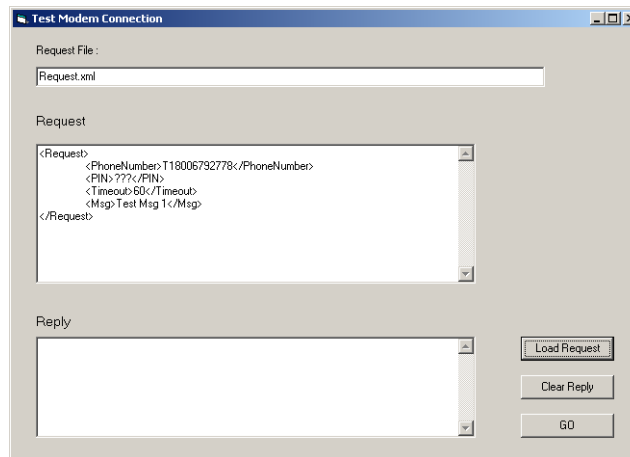 Test Modem Connection
Request File :
Request.xml
Request
<Request>
<PhoneNumber>T18006792778</PhoneNumber>
<PIN>???</PIN>
<Timeout>60</Timeout>
<Msg>Test Msg 1</Msg>
</Request>
Reply
Load Request
Clear Reply
GO